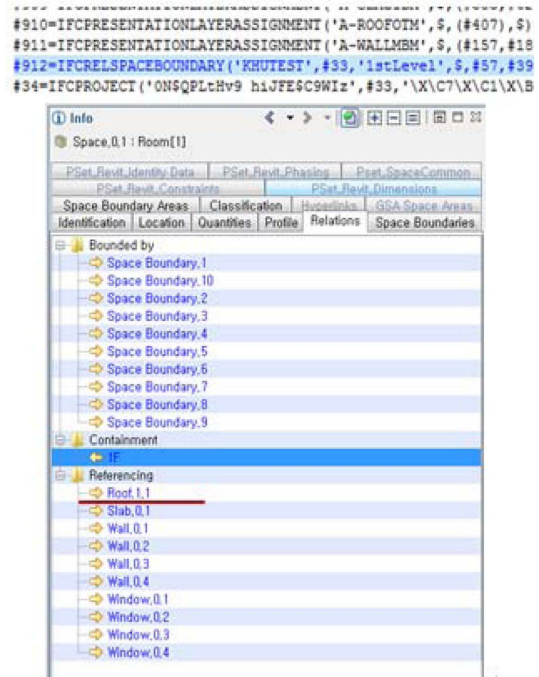 #910=IFCPRESENTATIONLAYERASSIGNMENT('A-ROOFOTM',$,(#407),$)
#911=IFCPRESENTATIONLAYERASSIGNMENT('A-WALLMBM',$,(#157,#18
#912=IFCRELSPACEBOUNDARY('KHUTEST',#33,'1stLevel',$,#57,#39
#34=IFCPROJECT('0N$QPLtHv9 hiJFE$C9WIz',#33,'\X\C7\X\C1\X\B
Info
Space,0,1 : Room[1]
PSet_Revit_Identity Data PSet_Revit_Phasing Pset_SpaceCommon
PSet_Revit_Constraints PSet_Revit_Dimensions
Space Boundary Areas Classification Hyperlinks GSA Space Areas
Identification Location Quantities Profile Relations Space Boundaries
Bounded by
Space Boundary,1
Space Boundary,10
Space Boundary,2
Space Boundary,3
Space Boundary,4
Space Boundary,5
Space Boundary,6
Space Boundary,7
Space Boundary,8
Space Boundary,9
Containment
1F
Referencing
Roof,1,1
Slab,0,1
Wall,0,1
Wall,0,2
Wall,0,3
Wall,0,4
Window,0,1
Window,0,2
Window,0,3
Window,0,4